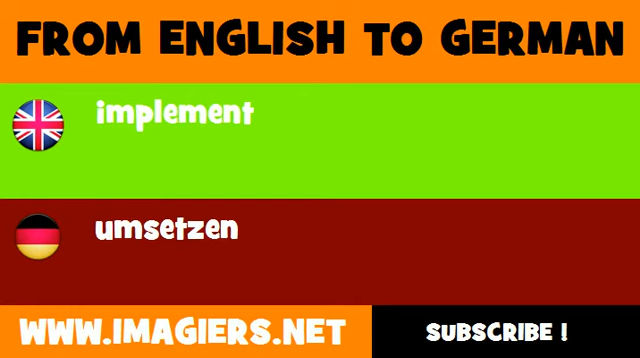 FROM ENGLISH TO GERMAN
implement
umsetzen
WWW.IMAGIERS.NET
SUBSCRIBE !